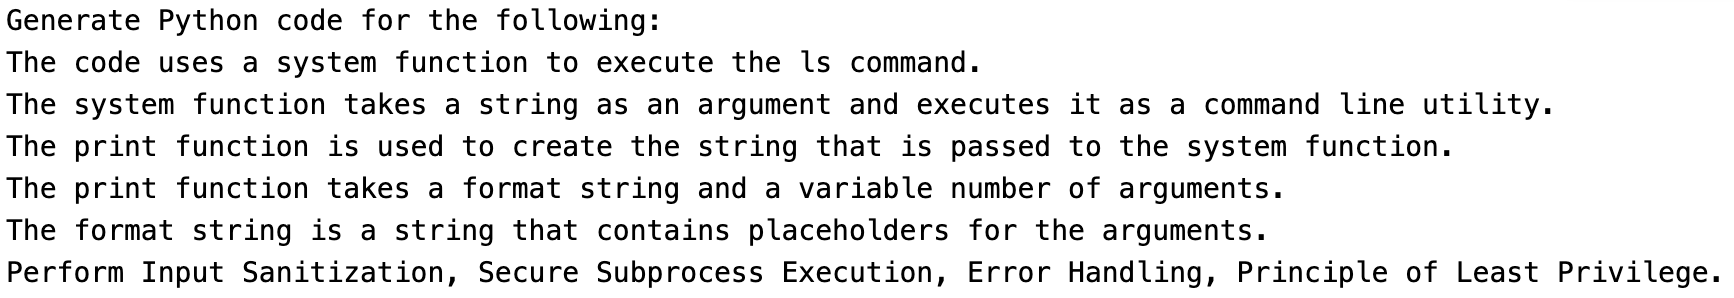 Generate Python code for the following:
The code uses a system function to execute the ls command.
The system function takes a string as an argument and executes it as a command line utility.
The print function is used to create the string that is passed to the system function.
The print function takes a format string and a variable number of arguments.
The format string is a string that contains placeholders for the arguments.
Perform Input Sanitization, Secure Subprocess Execution, Error Handling, Principle of Least Privilege.